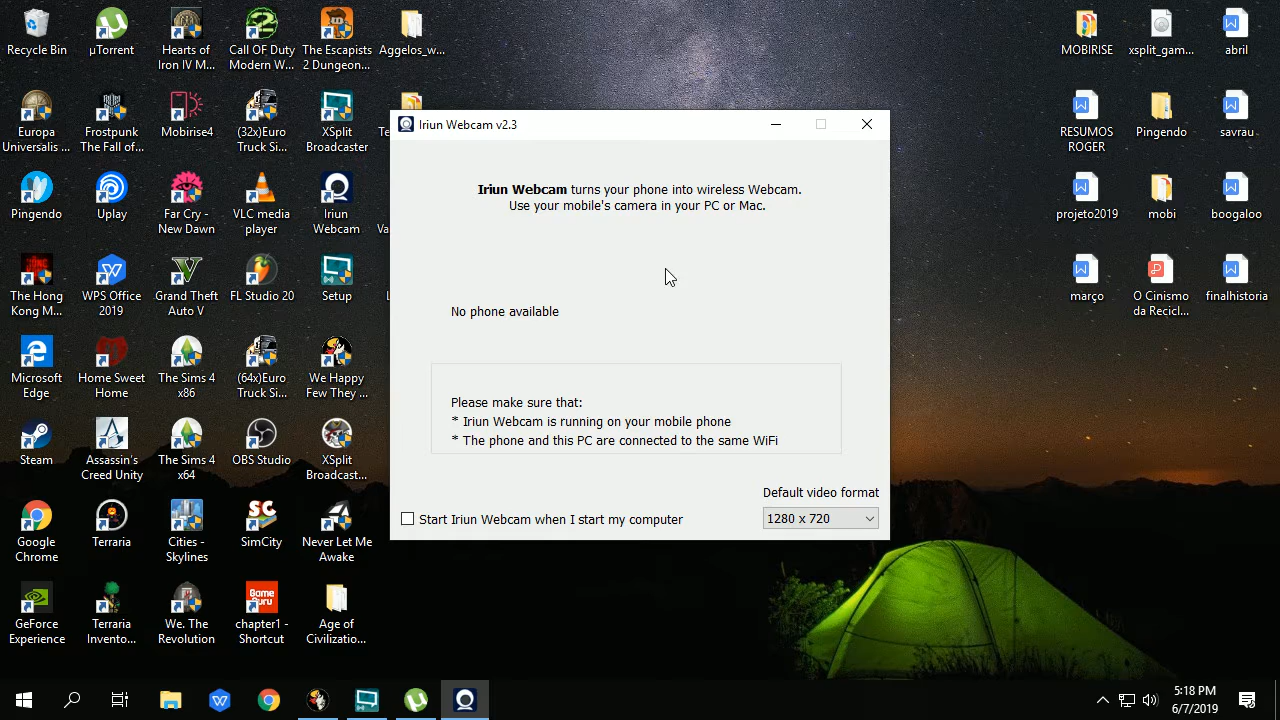 Recycle Bin
µTorrent
Hearts of
Iron IV M...
Call OF Duty
Modern W...
The Escapists
2 Dungeon...
Aggelos_w...
MOBIRISE
xsplit_gam...
abril
Europa
Universalis ...
Frostpunk
The Fall of...
Mobirise4
(32x)Euro
Truck Si...
XSplit
Broadcaster
RESUMOS
ROGER
Pingendo
savrau
Pingendo
Uplay
Far Cry -
New Dawn
VLC media
player
Iriun
Webcam
projeto2019
mobi
boogaloo
The Hong
Kong M...
WPS Office
2019
Grand Theft
Auto V
FL Studio 20
Setup
março
O Cinismo
da Recicl...
finalhistoria
Microsoft
Edge
Home Sweet
Home
The Sims 4
x86
(64x)Euro
Truck Si...
We Happy
Few They ...
Steam
Assassin's
Creed Unity
The Sims 4
x64
OBS Studio
XSplit
Broadcast...
Google
Chrome
Terraria
Cities -
Skylines
SimCity
Never Let Me
Awake
GeForce
Experience
Terraria
Invento...
We. The
Revolution
chapter1 -
Shortcut
Age of
Civilizatio...
Iriun Webcam v2.3
Iriun Webcam turns your phone into wireless Webcam.
Use your mobile's camera in your PC or Mac.
No phone available
Please make sure that:
* Iriun Webcam is running on your mobile phone
* The phone and this PC are connected to the same WiFi
Default video format
Start Iriun Webcam when I start my computer
1280 x 720
5:18 PM
6/7/2019